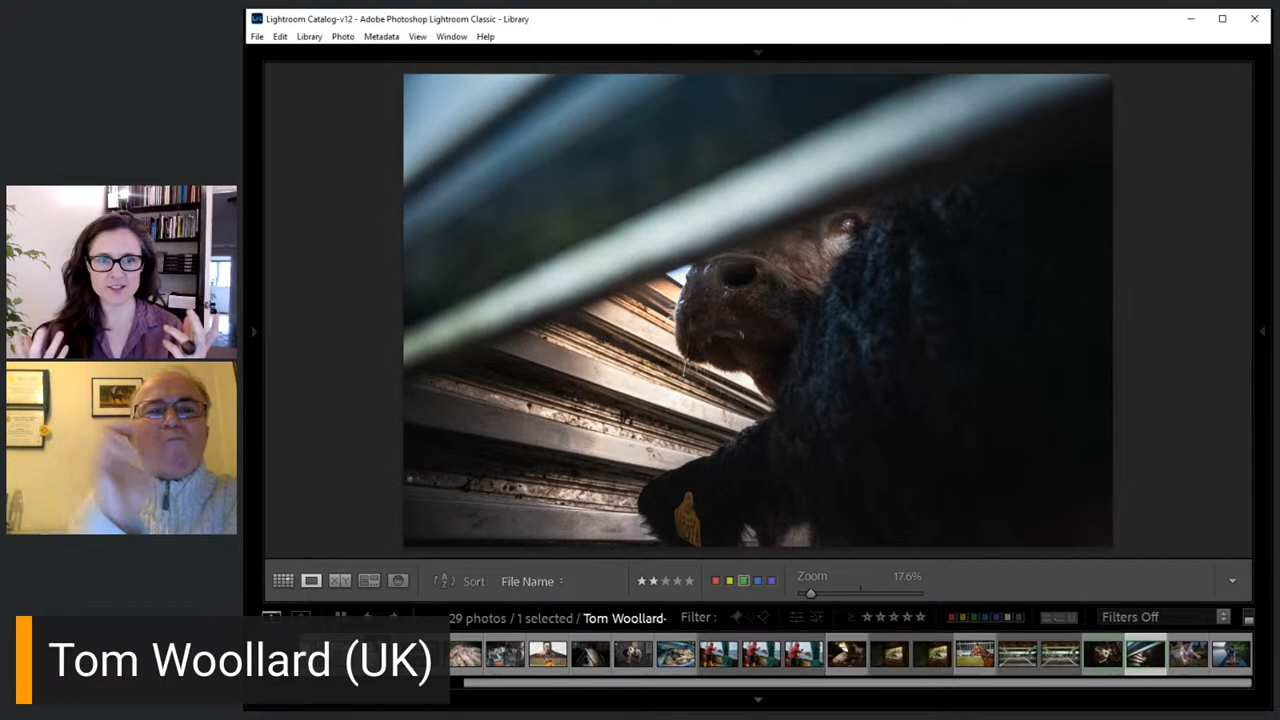 Lightroom Catalog-v12 - Adobe Photoshop Lightroom Classic - Library
File Edit Library Photo Metadata View Window Help
Sort: File Name
Zoom 17.6%
29 photos / 1 selected / Tom Woollard-
Filter :
Filters Off
Tom Woollard (UK)